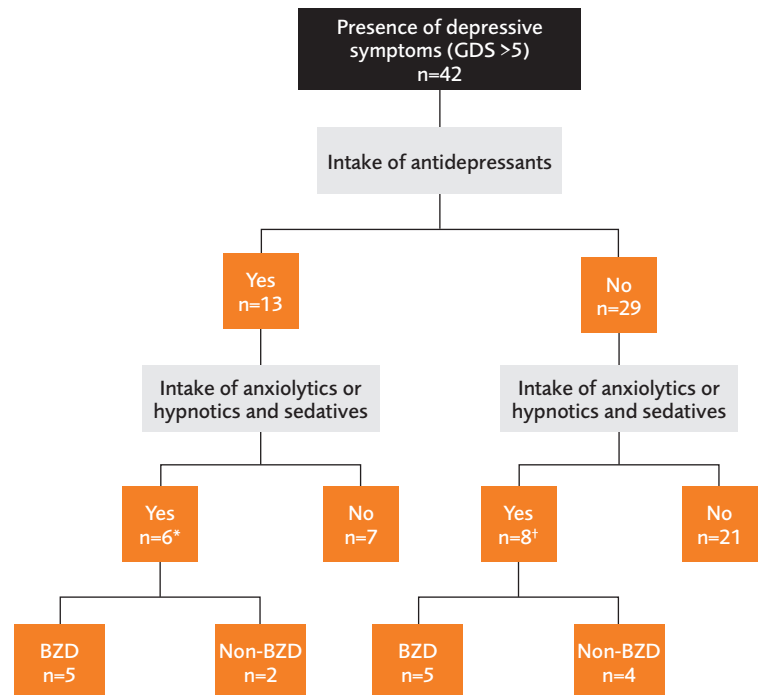 Presence of depressive
symptoms (GDS >5)
n=42
Intake of antidepressants
Yes
n=13
No
n=29
Intake of anxiolytics or
hypnotics and sedatives
Intake of anxiolytics or
hypnotics and sedatives
Yes
n=6*
No
n=7
Yes
n=8†
No
n=21
BZD
n=5
Non-BZD
n=2
BZD
n=5
Non-BZD
n=4